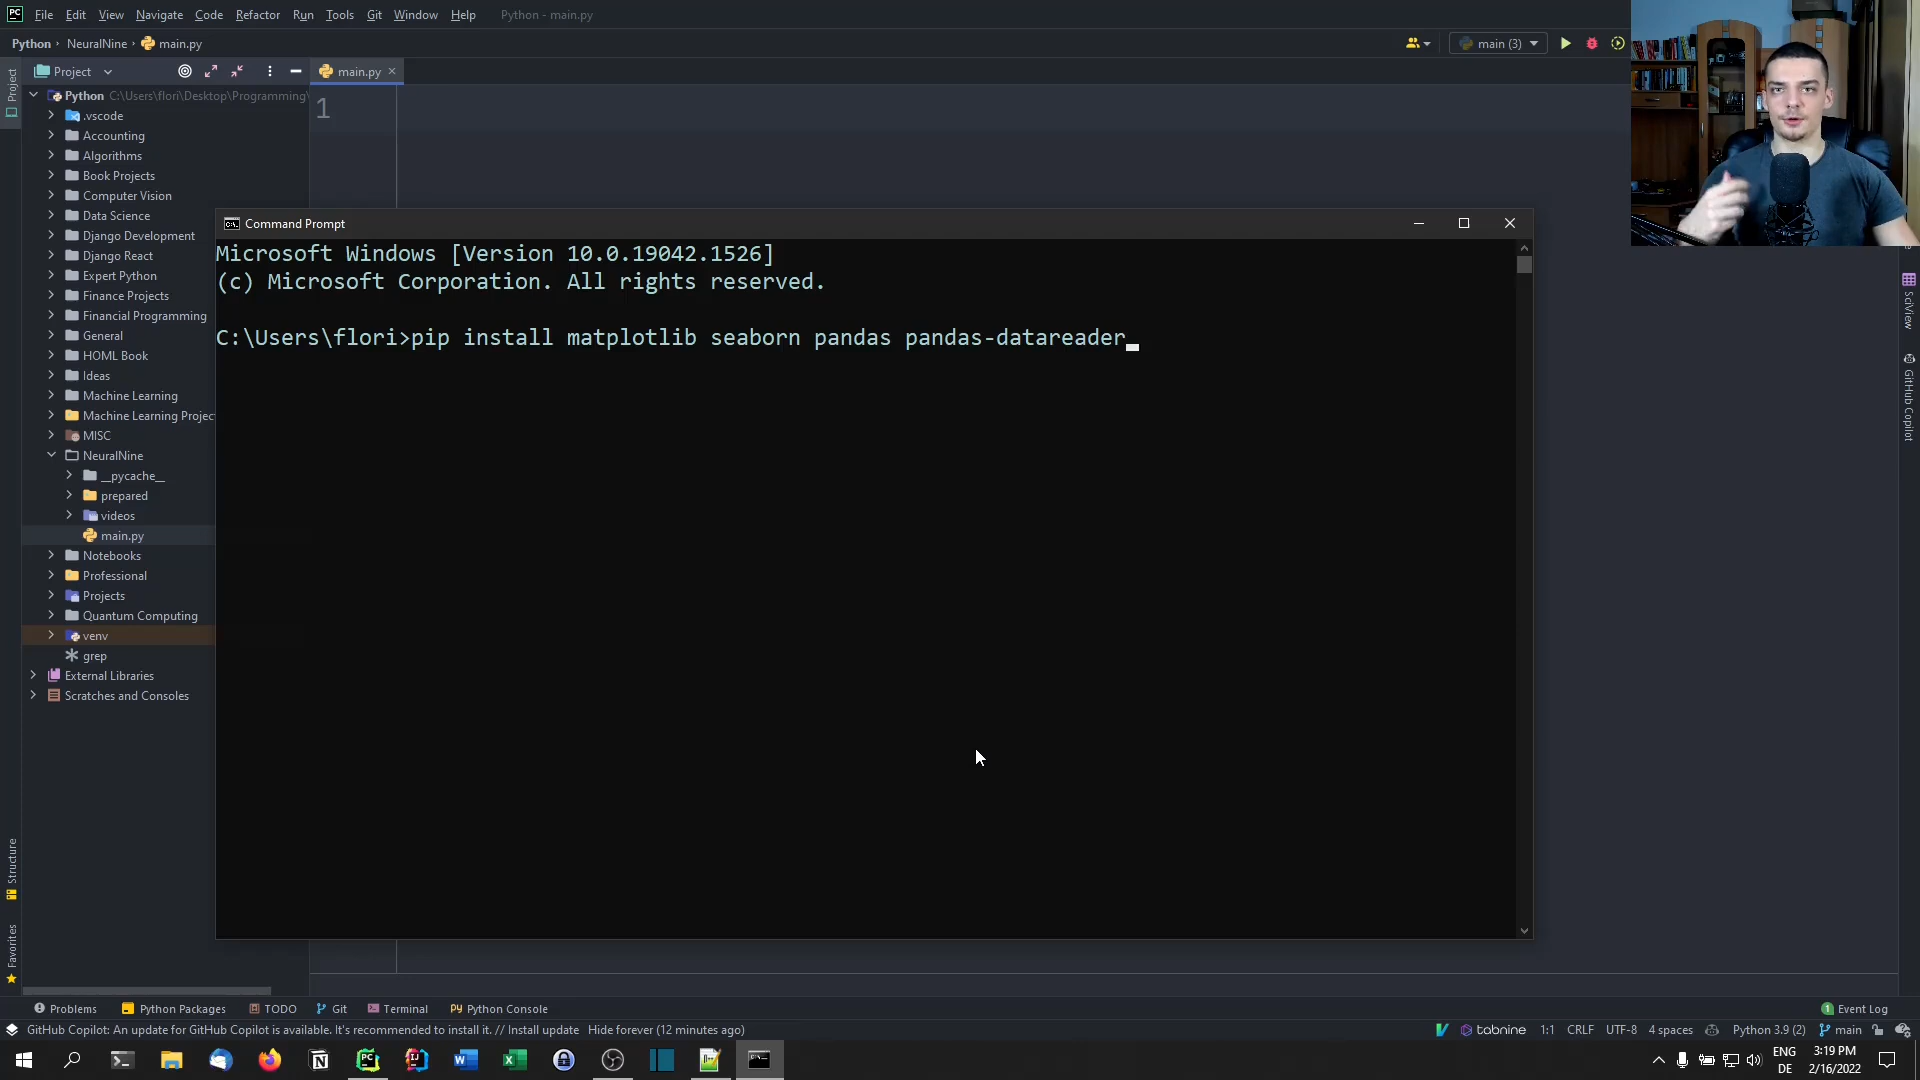 File Edit View Navigate Code Refactor Run Tools Git Window Help Python - main.py
Python NeuralNine main.py
main (3)
Project
main.py
Project
1
Python C:\Users\flori\Desktop\Programming\
.vscode
Accounting
Algorithms
Book Projects
Computer Vision
Data Science
Django Development
Django React
Expert Python
Finance Projects
Financial Programming
General
HOML Book
Ideas
Machine Learning
Machine Learning Projec
MISC
NeuralNine
__pycache__
prepared
videos
main.py
Notebooks
Professional
Projects
Quantum Computing
venv
grep
External Libraries
Scratches and Consoles
Command Prompt
Microsoft Windows [Version 10.0.19042.1526]
(c) Microsoft Corporation. All rights reserved.
C:\Users\flori>pip install matplotlib seaborn pandas pandas-datareader
SciView
GitHub Copilot
Structure
Favorites
Problems Python Packages TODO Git Terminal Python Console
1 Event Log
GitHub Copilot: An update for GitHub Copilot is available. It's recommended to install it. // Install update Hide forever (12 minutes ago)
tabnine 1:1 CRLF UTF-8 4 spaces Python 3.9 (2) main
ENG
DE
3:19 PM
2/16/2022